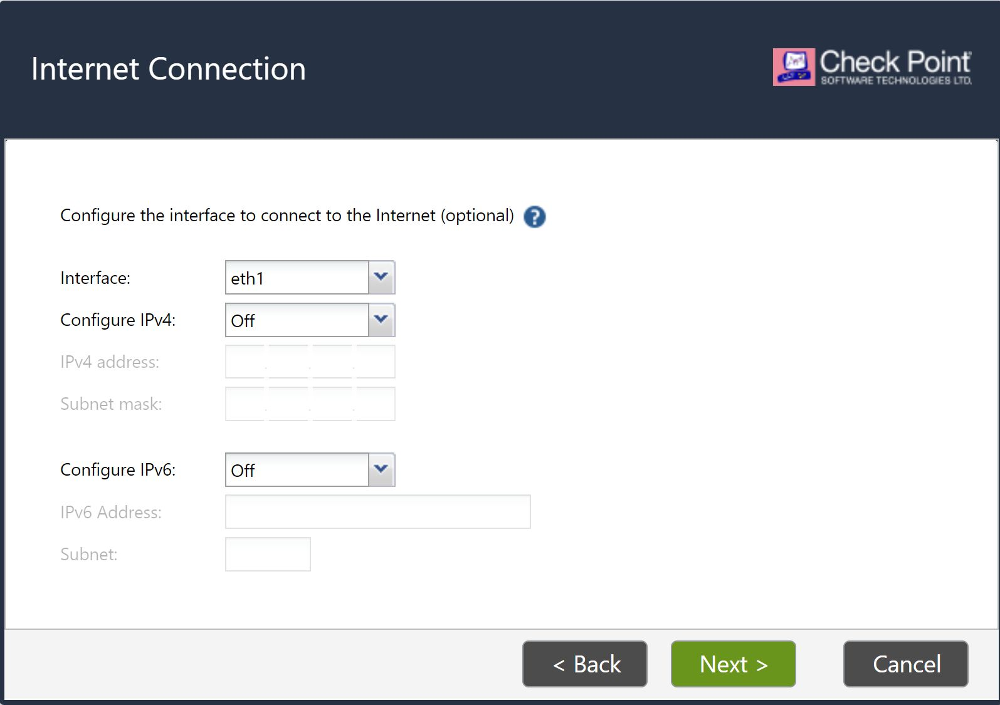 Internet Connection
Check Point
SOFTWARE TECHNOLOGIES LTD.
Configure the interface to connect to the Internet (optional) ?
Interface: eth1
Configure IPv4: Off
IPv4 address:
Subnet mask:
Configure IPv6: Off
IPv6 Address:
Subnet:
< Back Next > Cancel